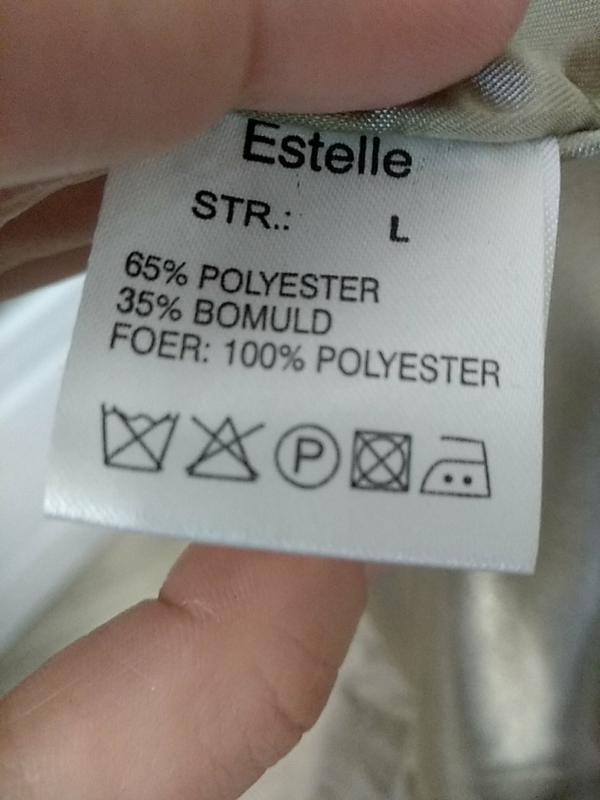 Estelle
STR.: L
65% POLYESTER
35% BOMULD
FOER: 100% POLYESTER
P